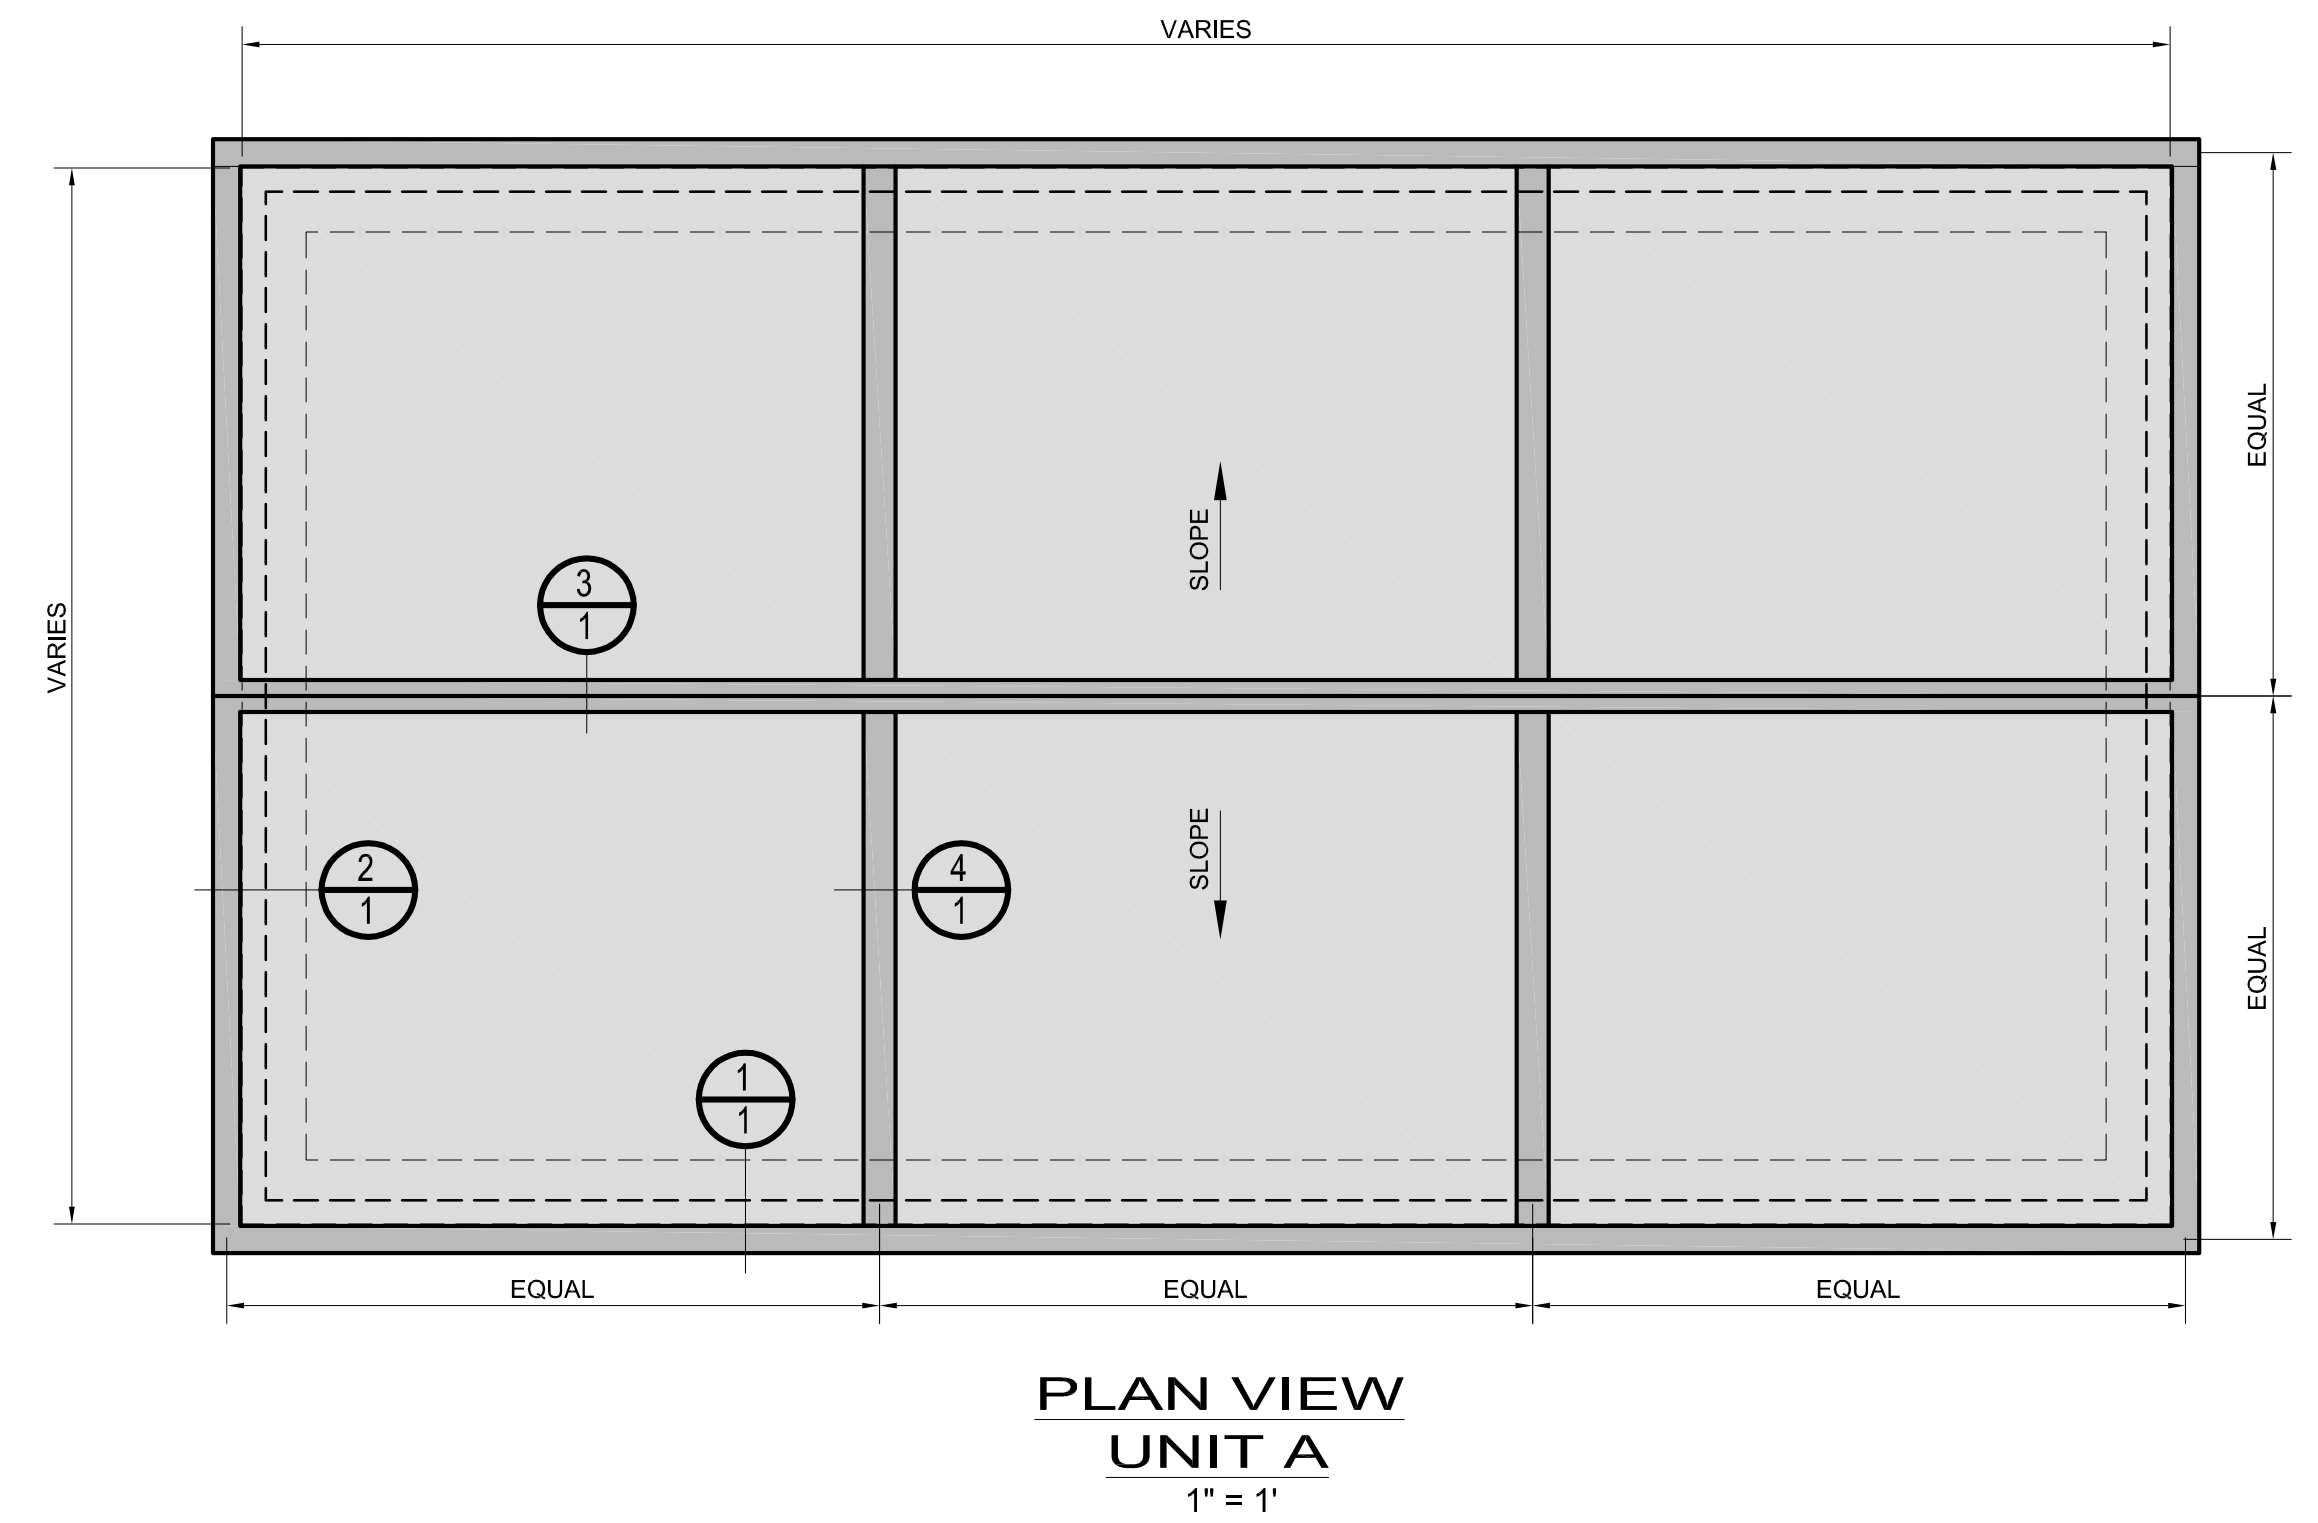 VARIES
VARIES
EQUAL
SLOPE
3
1
SLOPE
2
1
4
1
EQUAL
1
1
EQUAL
EQUAL
EQUAL
PLAN VIEW
UNIT A
1" = 1'